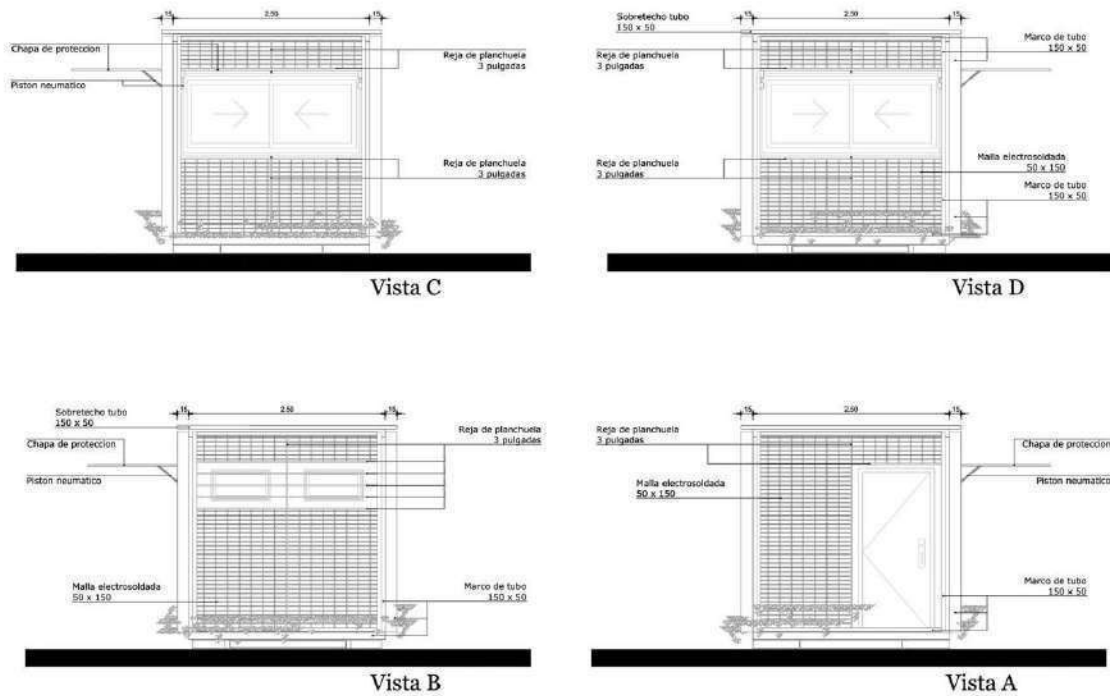 15 2.50 15
Chapa de proteccion
Piston neumatico
Reja de planchuela
3 pulgadas
Reja de planchuela
3 pulgadas
Vista C
15 2.50 15
Sobretecho tubo
150 x 50
Reja de planchuela
3 pulgadas
Marco de tubo
150 x 50
Reja de planchuela
3 pulgadas
Malla electrosoldada
50 x 150
Marco de tubo
150 x 50
Vista D
15 2.50 15
Sobretecho tubo
150 x 50
Chapa de proteccion
Piston neumatico
Reja de planchuela
3 pulgadas
Malla electrosoldada
50 x 150
Marco de tubo
150 x 50
Vista B
15 2.50 15
Reja de planchuela
3 pulgadas
Malla electrosoldada
50 x 150
Chapa de proteccion
Piston neumatico
Marco de tubo
150 x 50
Vista A